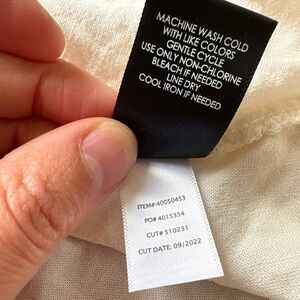 MACHINE WASH COLD
WITH LIKE COLORS
GENTLE CYCLE
USE ONLY NON-CHLORINE
BLEACH IF NEEDED
LINE DRY
COOL IRON IF NEEDED
ITEM#:40050453
PO# 4015354
CUT# 510231
CUT DATE: 09/2022